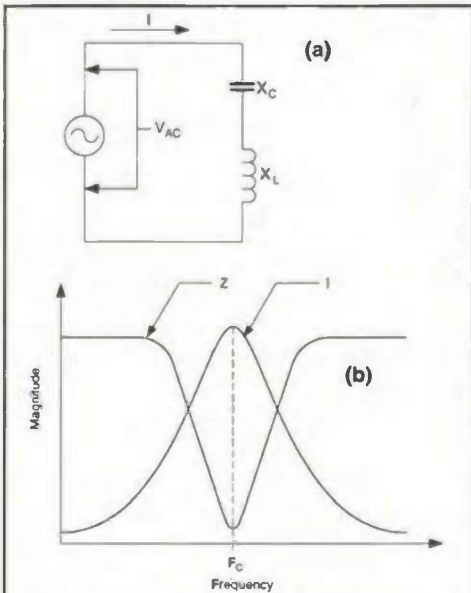 I
(a)
X_C
V_AC
X_L
Z
I
(b)
Magnitude
F_C
Frequency